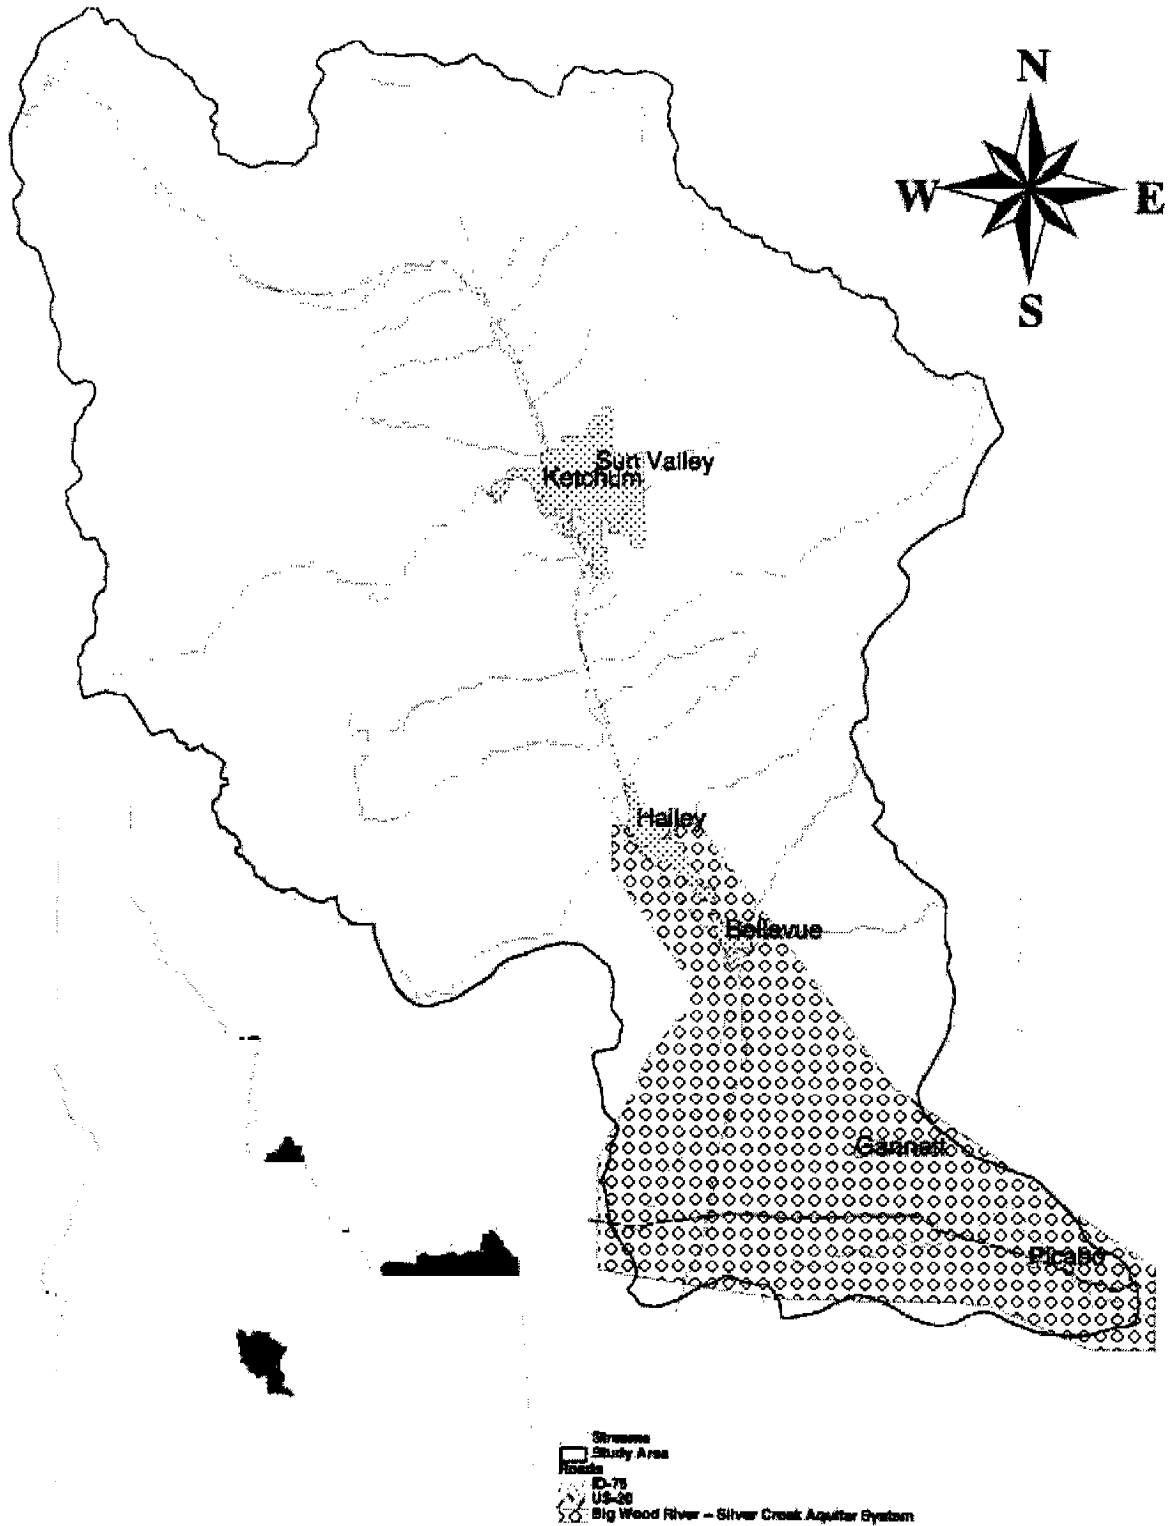 N
W E
S
Sun Valley
Ketchum
Hailey
Bellevue
Gannett
Picabo
Streams
Study Area
Roads
ID-75
US-20
Big Wood River - Silver Creek Aquifer System